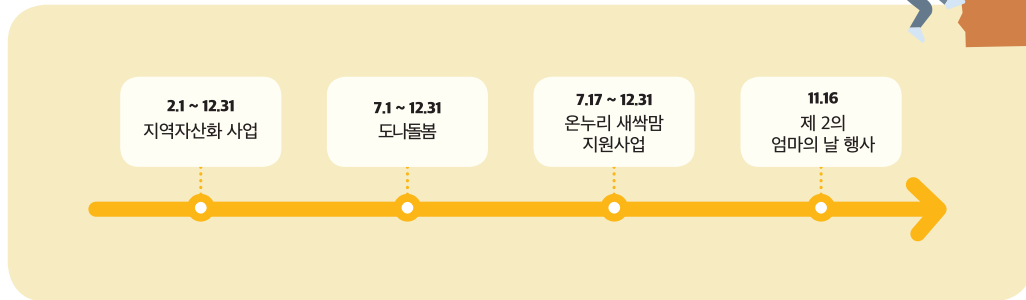 2.1 ~ 12.31
지역자산화 사업
7.1 ~ 12.31
도나돌봄
7.17 ~ 12.31
온누리 새싹맘
지원사업
11.16
제 2의
엄마의 날 행사